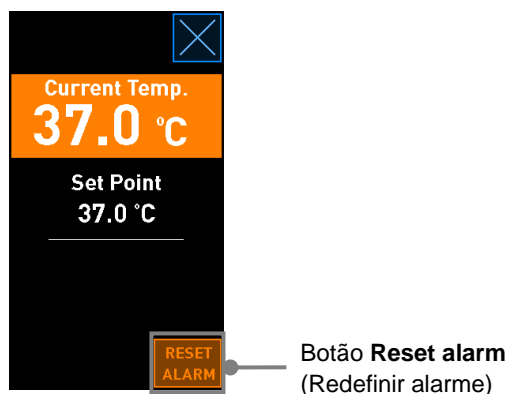 Current Temp.
37.0 °C
Set Point
37.0 °C
RESET
ALARM
Botão Reset alarm
(Redefinir alarme)